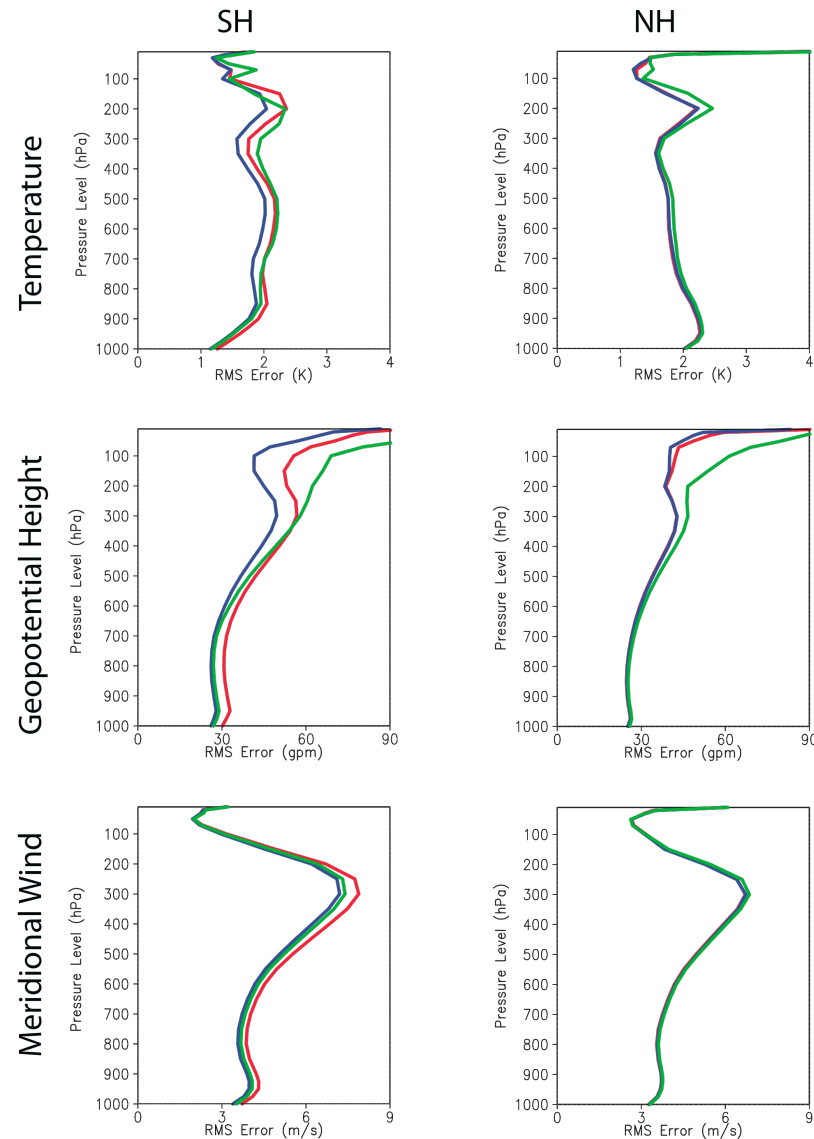 SH
NH
Temperature
Pressure Level (hPa)
100
200
300
400
500
600
700
800
900
1000
0 1 2 3 4
RMS Error (K)
Pressure Level (hPa)
100
200
300
400
500
600
700
800
900
1000
0 1 2 3 4
RMS Error (K)
Geopotential Height
Pressure Level (hPa)
100
200
300
400
500
600
700
800
900
1000
0 30 60 90
RMS Error (gpm)
Pressure Level (hPa)
100
200
300
400
500
600
700
800
900
1000
0 30 60 90
RMS Error (gpm)
Meridional Wind
Pressure Level (hPa)
100
200
300
400
500
600
700
800
900
1000
0 3 6 9
RMS Error (m/s)
Pressure Level (hPa)
100
200
300
400
500
600
700
800
900
1000
0 3 6 9
RMS Error (m/s)